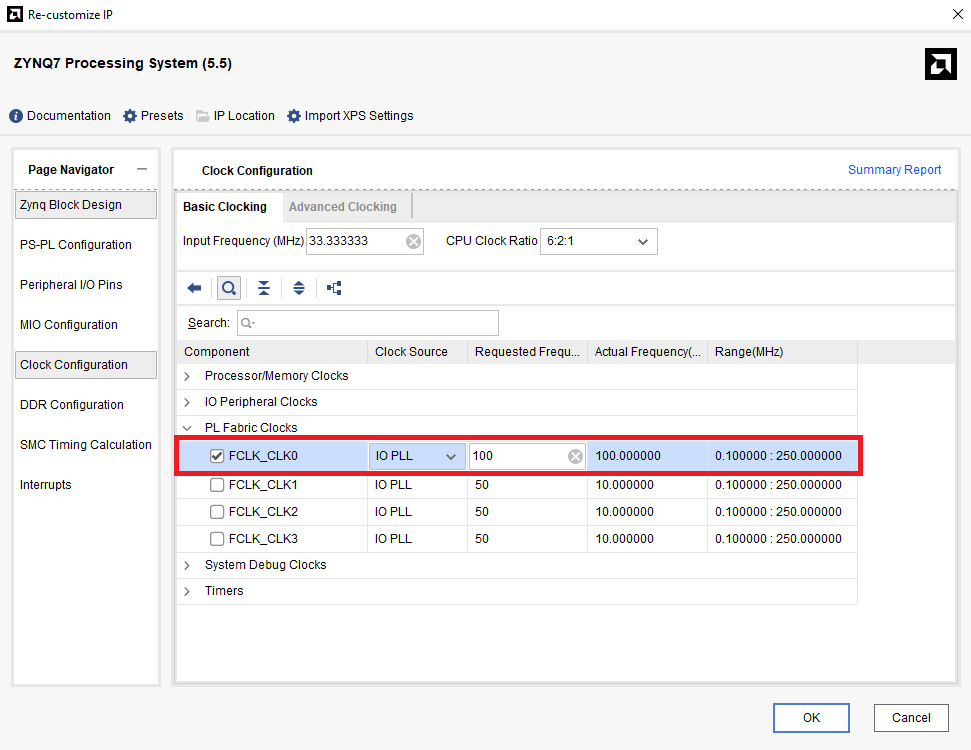 Re-customize IP
ZYNQ7 Processing System (5.5)
Documentation Presets IP Location Import XPS Settings
Page Navigator
Zynq Block Design
PS-PL Configuration
Peripheral I/O Pins
MIO Configuration
Clock Configuration
DDR Configuration
SMC Timing Calculation
Interrupts
Clock Configuration Summary Report
Basic Clocking Advanced Clocking
Input Frequency (MHz) 33.333333 CPU Clock Ratio 6:2:1
Search:
Component Clock Source Requested Frequ... Actual Frequency(... Range(MHz)
Processor/Memory Clocks
IO Peripheral Clocks
PL Fabric Clocks
FCLK_CLK0 IO PLL 100 100.000000 0.100000 : 250.000000
FCLK_CLK1 IO PLL 50 10.000000 0.100000 : 250.000000
FCLK_CLK2 IO PLL 50 10.000000 0.100000 : 250.000000
FCLK_CLK3 IO PLL 50 10.000000 0.100000 : 250.000000
System Debug Clocks
Timers
OK Cancel